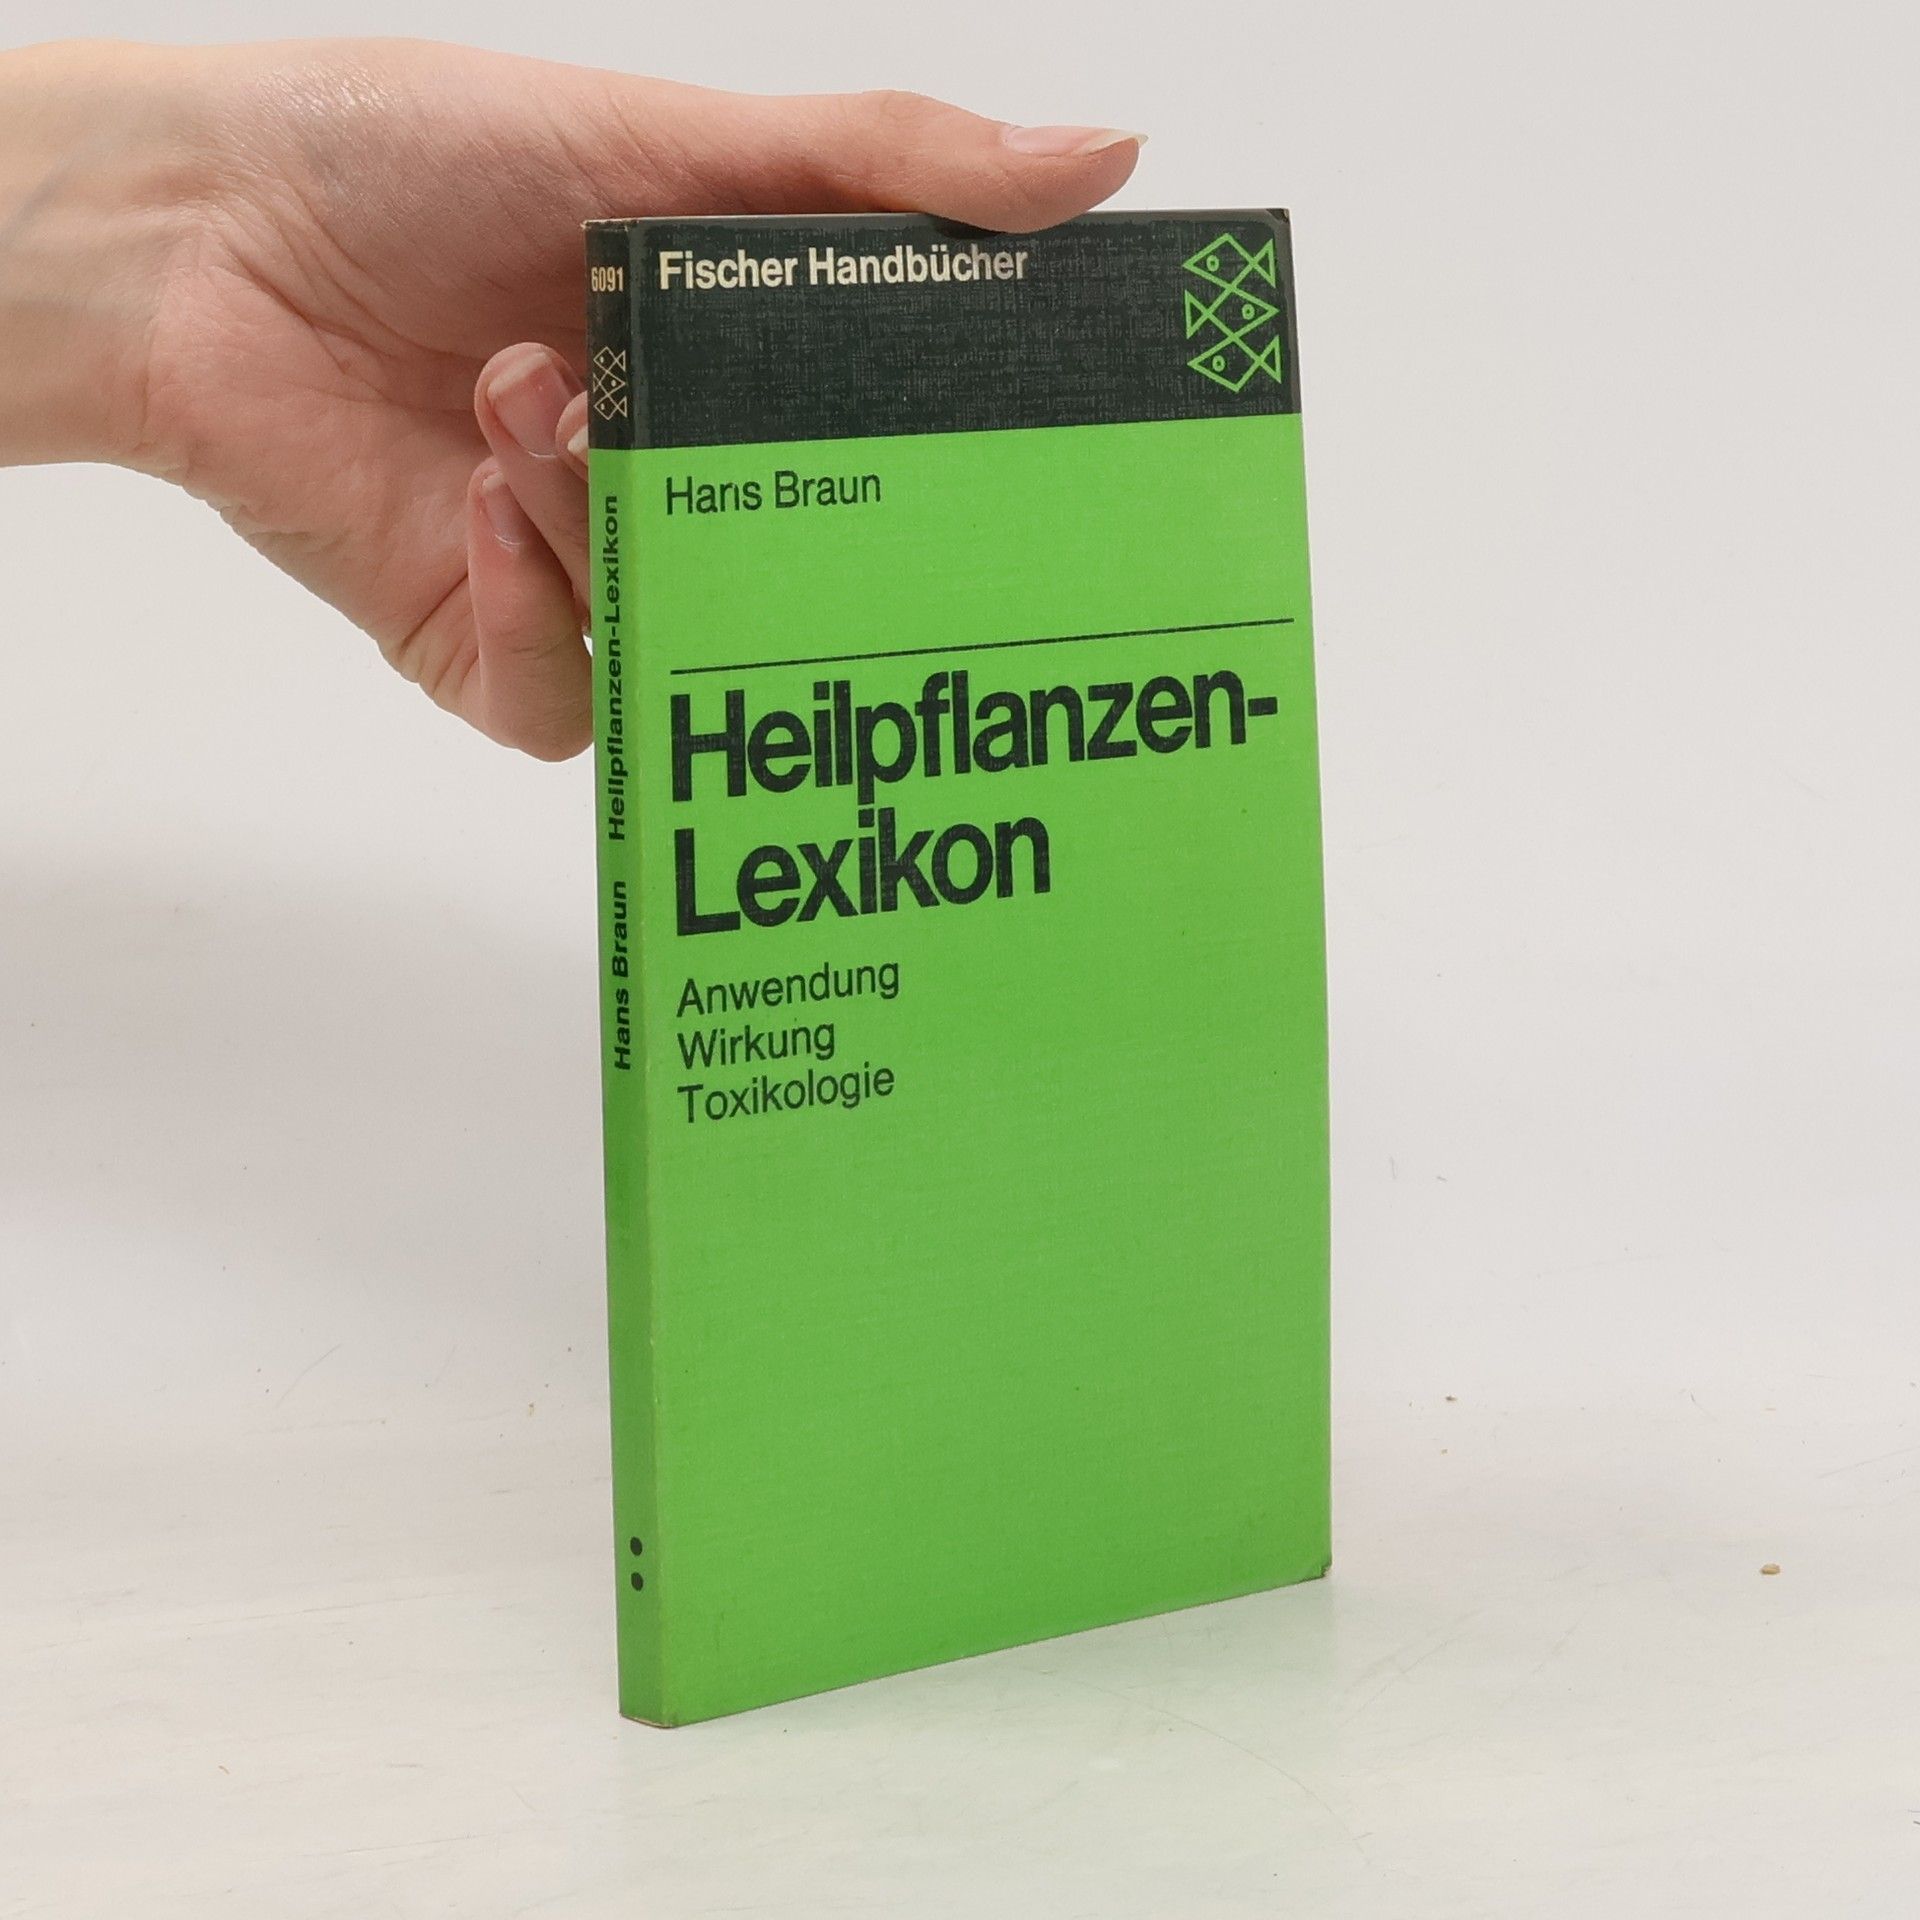 6091
Fischer Handbücher
Hans Braun
Heilpflanzen-
Lexikon
Anwendung
Wirkung
Toxikologie
Hans Braun Heilpflanzen-Lexikon